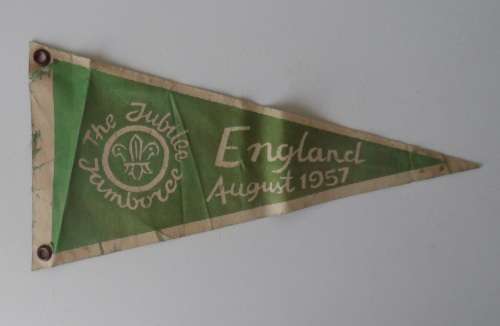 The Jubilee
Jamboree
England
August 1957